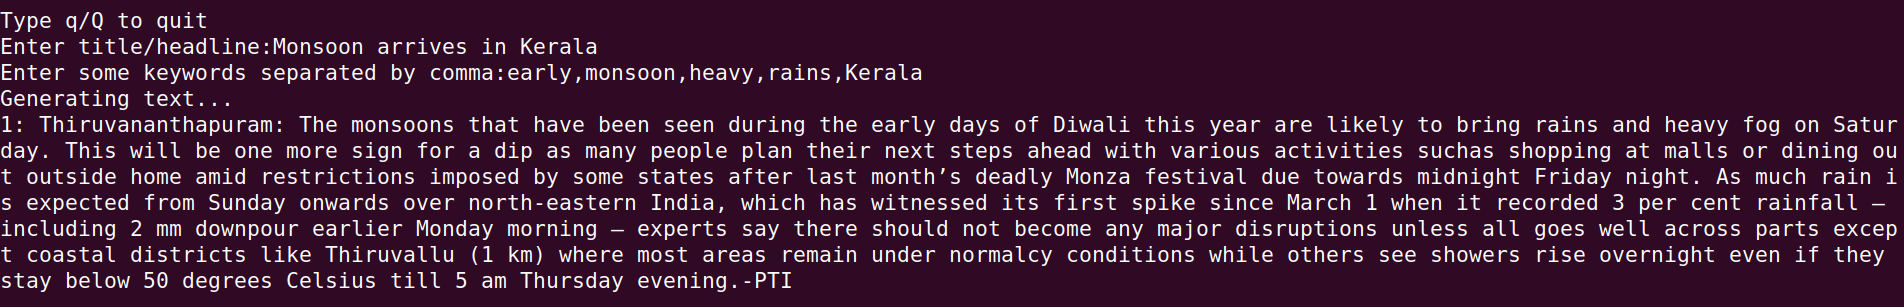 Type q/Q to quit
Enter title/headline:Monsoon arrives in Kerala
Enter some keywords separated by comma:early,monsoon,heavy,rains,Kerala
Generating text...
1: Thiruvananthapuram: The monsoons that have been seen during the early days of Diwali this year are likely to bring rains and heavy fog on Satur
day. This will be one more sign for a dip as many people plan their next steps ahead with various activities suchas shopping at malls or dining ou
t outside home amid restrictions imposed by some states after last month’s deadly Monza festival due towards midnight Friday night. As much rain i
s expected from Sunday onwards over north-eastern India, which has witnessed its first spike since March 1 when it recorded 3 per cent rainfall —
including 2 mm downpour earlier Monday morning — experts say there should not become any major disruptions unless all goes well across parts excep
t coastal districts like Thiruvallu (1 km) where most areas remain under normalcy conditions while others see showers rise overnight even if they
stay below 50 degrees Celsius till 5 am Thursday evening.-PTI